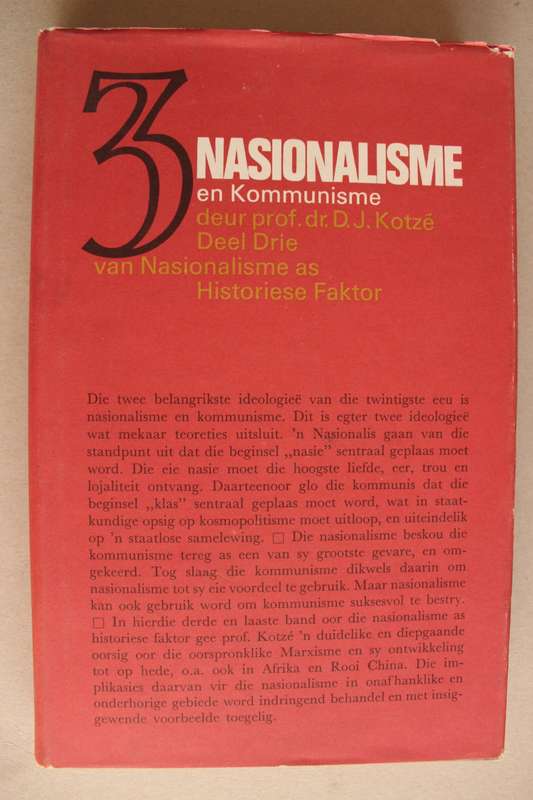 3 NASIONALISME
en Kommunisme
deur prof. dr. D. J. Kotzé
Deel Drie
van Nasionalisme as
Historiese Faktor
Die twee belangrikste ideologieë van die twintigste eeu is
nasionalisme en kommunisme. Dit is egter twee ideologieë
wat mekaar teoreties uitsluit. 'n Nasionalis gaan van die
standpunt uit dat die beginsel „nasie" sentraal geplaas moet
word. Die eie nasie moet die hoogste liefde, eer, trou en
lojaliteit ontvang. Daarteenoor glo die kommunis dat die
beginsel „klas" sentraal geplaas moet word, wat in staat-
kundige opsig op kosmopolitisme moet uitloop, en uiteindelik
op 'n staatlose samelewing. □ Die nasionalisme beskou die
kommunisme tereg as een van sy grootste gevare, en om-
gekeerd. Tog slaag die kommunisme dikwels daarin om
nasionalisme tot sy eie voordeel te gebruik. Maar nasionalisme
kan ook gebruik word om kommunisme suksesvol te bestry.
□ In hierdie derde en laaste band oor die nasionalisme as
historiese faktor gee prof. Kotzé 'n duidelike en diepgaande
oorsig oor die oorspronklike Marxisme en sy ontwikkeling
tot op hede, o.a. ook in Afrika en Rooi China. Die im-
plikasies daarvan vir die nasionalisme in onafhanklike en
onderhorige gebiede word indringend behandel en met insig-
gewende voorbeelde toegelig.